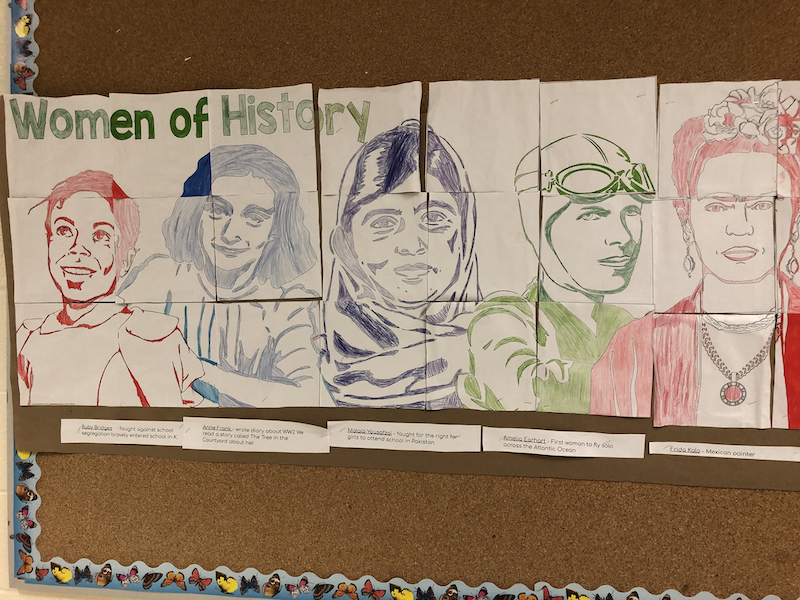 Women of History
Ruby Bridges - fought against school
segregation bravely entered school in K
Anne Frank - wrote diary about WW2 We
read a story called The Tree in the
Courtyard about her
Malala Yousafzai - fought for the right for
girls to attend school in Pakistan
Amelia Earhart - First woman to fly solo
across the Atlantic Ocean
Frida Kalo - Mexican painter